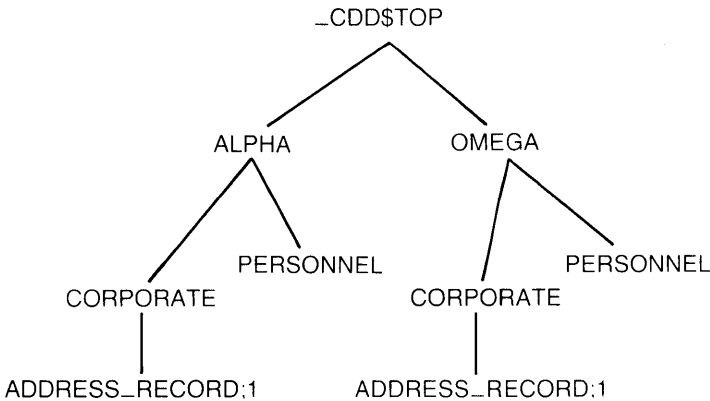 _CDD$TOP
ALPHA OMEGA
PERSONNEL PERSONNEL
CORPORATE CORPORATE
ADDRESS_RECORD;1 ADDRESS_RECORD;1